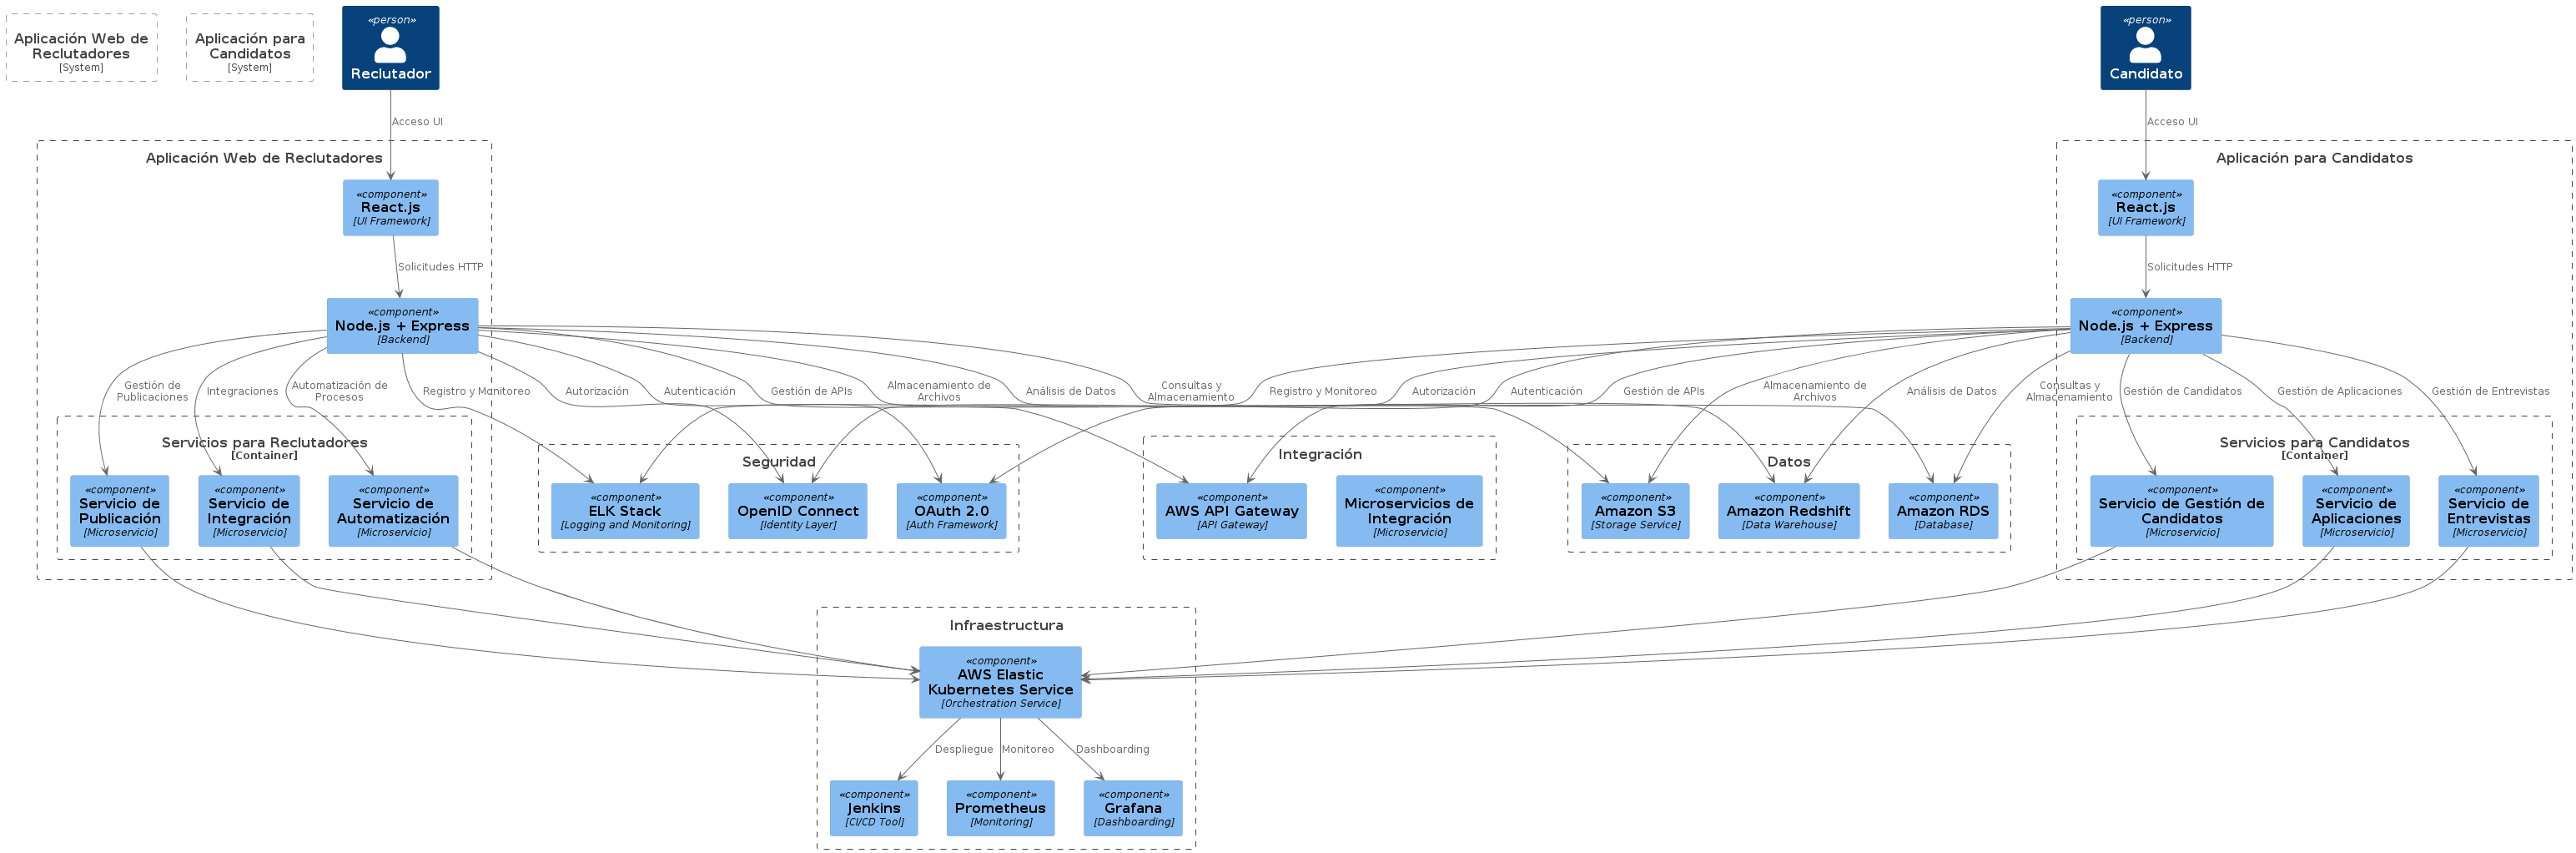 Aplicación Web de
Reclutadores
[System]
Aplicación para
Candidatos
[System]
«person»
Reclutador
«person»
Candidato
Acceso UI
Acceso UI
Aplicación Web de Reclutadores
Aplicación para Candidatos
«component»
React.js
[UI Framework]
«component»
React.js
[UI Framework]
Solicitudes HTTP
Solicitudes HTTP
«component»
Node.js + Express
[Backend]
«component»
Node.js + Express
[Backend]
Gestión de
Publicaciones
Integraciones
Automatización de
Procesos
Registro y Monitoreo
Autorización
Autenticación
Gestión de APIs
Almacenamiento de
Archivos
Análisis de Datos
Consultas y
Almacenamiento
Registro y Monitoreo
Autorización
Autenticación
Gestión de APIs
Almacenamiento de
Archivos
Análisis de Datos
Consultas y
Almacenamiento
Gestión de Candidatos
Gestión de Aplicaciones
Gestión de Entrevistas
Servicios para Reclutadores
[Container]
«component»
Servicio de
Publicación
[Microservicio]
«component»
Servicio de
Integración
[Microservicio]
«component»
Servicio de
Automatización
[Microservicio]
Seguridad
«component»
ELK Stack
[Logging and Monitoring]
«component»
OpenID Connect
[Identity Layer]
«component»
OAuth 2.0
[Auth Framework]
Integración
«component»
AWS API Gateway
[API Gateway]
«component»
Microservicios de
Integración
[Microservicio]
Datos
«component»
Amazon S3
[Storage Service]
«component»
Amazon Redshift
[Data Warehouse]
«component»
Amazon RDS
[Database]
Servicios para Candidatos
[Container]
«component»
Servicio de Gestión de
Candidatos
[Microservicio]
«component»
Servicio de
Aplicaciones
[Microservicio]
«component»
Servicio de
Entrevistas
[Microservicio]
Infraestructura
«component»
AWS Elastic
Kubernetes Service
[Orchestration Service]
Despliegue
Monitoreo
Dashboarding
«component»
Jenkins
[CI/CD Tool]
«component»
Prometheus
[Monitoring]
«component»
Grafana
[Dashboarding]